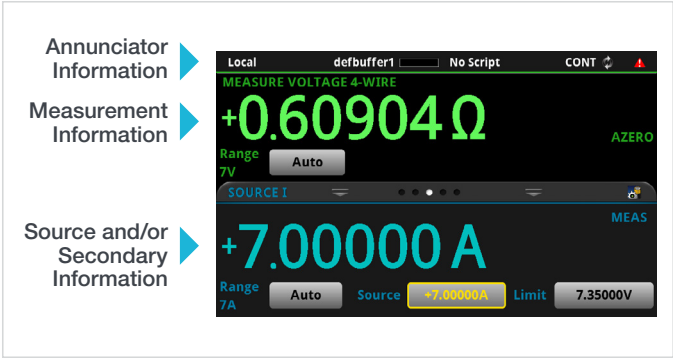 Annunciator
Information
Local defbuffer1 No Script CONT
Measurement
Information
MEASURE VOLTAGE 4-WIRE
+0.60904 Ω
AZERO
Range
7V
Auto
SOURCE I
Source and/or
Secondary
Information
MEAS
+7.00000 A
Range
7A
Auto Source +7.00000A Limit 7.35000V